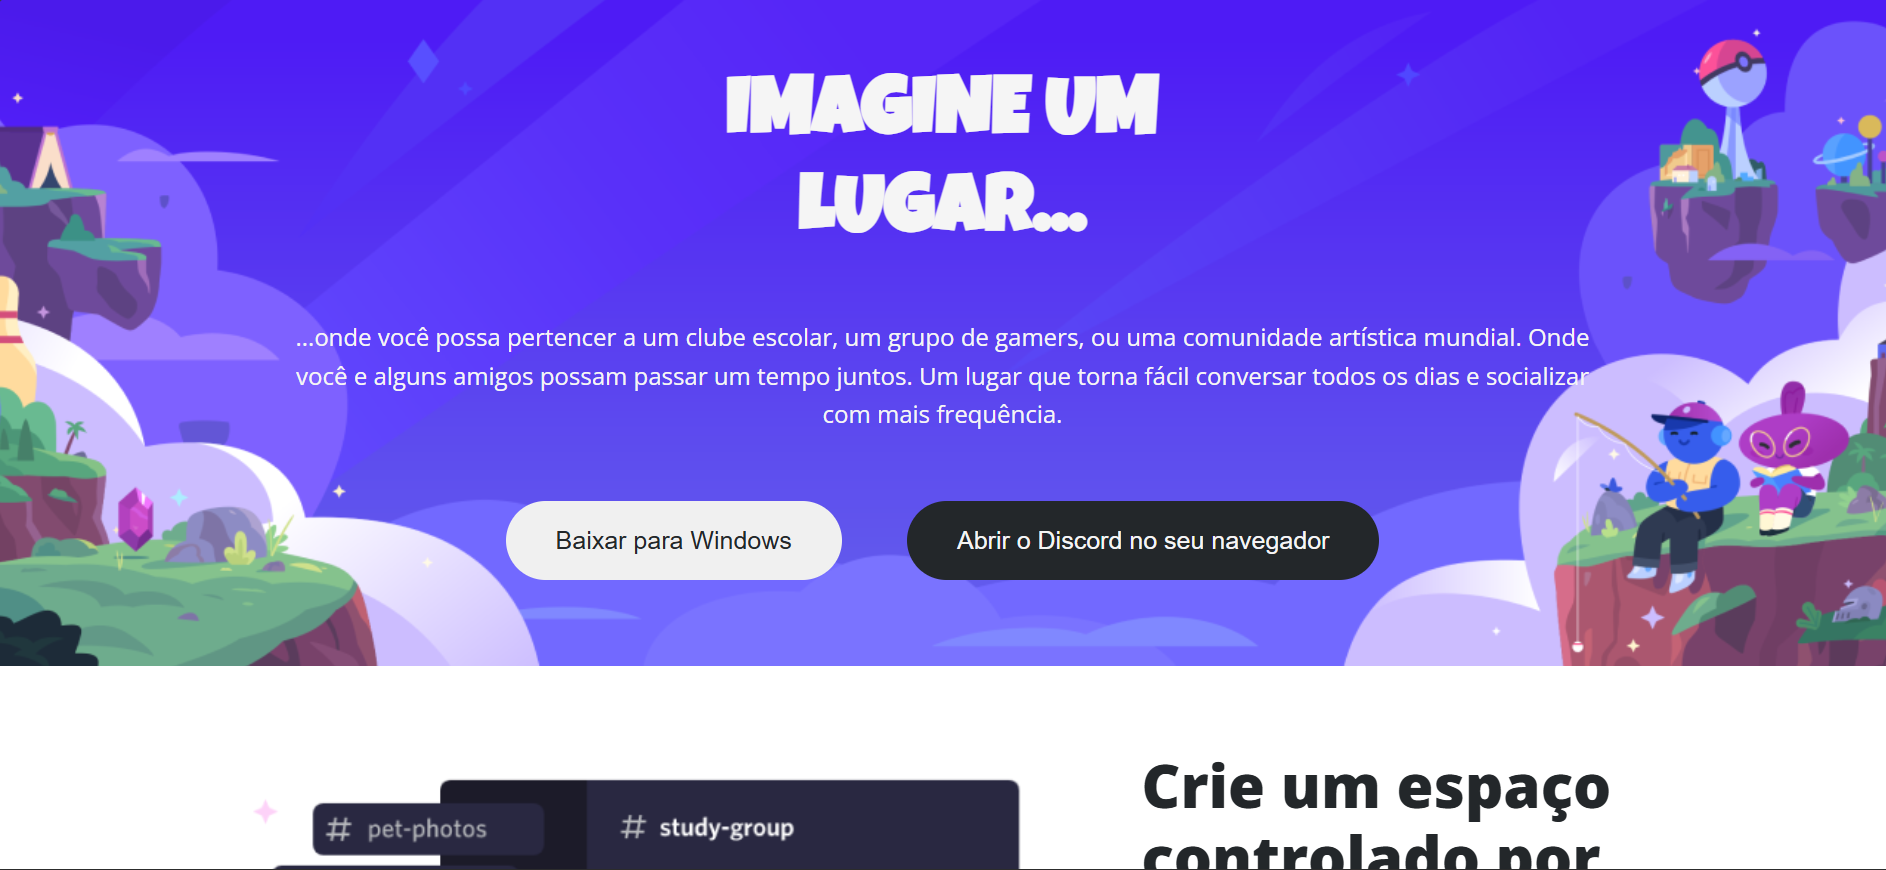 IMAGINE UM
LUGAR...
...onde você possa pertencer a um clube escolar, um grupo de gamers, ou uma comunidade artística mundial. Onde
você e alguns amigos possam passar um tempo juntos. Um lugar que torna fácil conversar todos os dias e socializar
com mais frequência.
Baixar para Windows
Abrir o Discord no seu navegador
# pet-photos
# study-group
Crie um espaço
controlado por